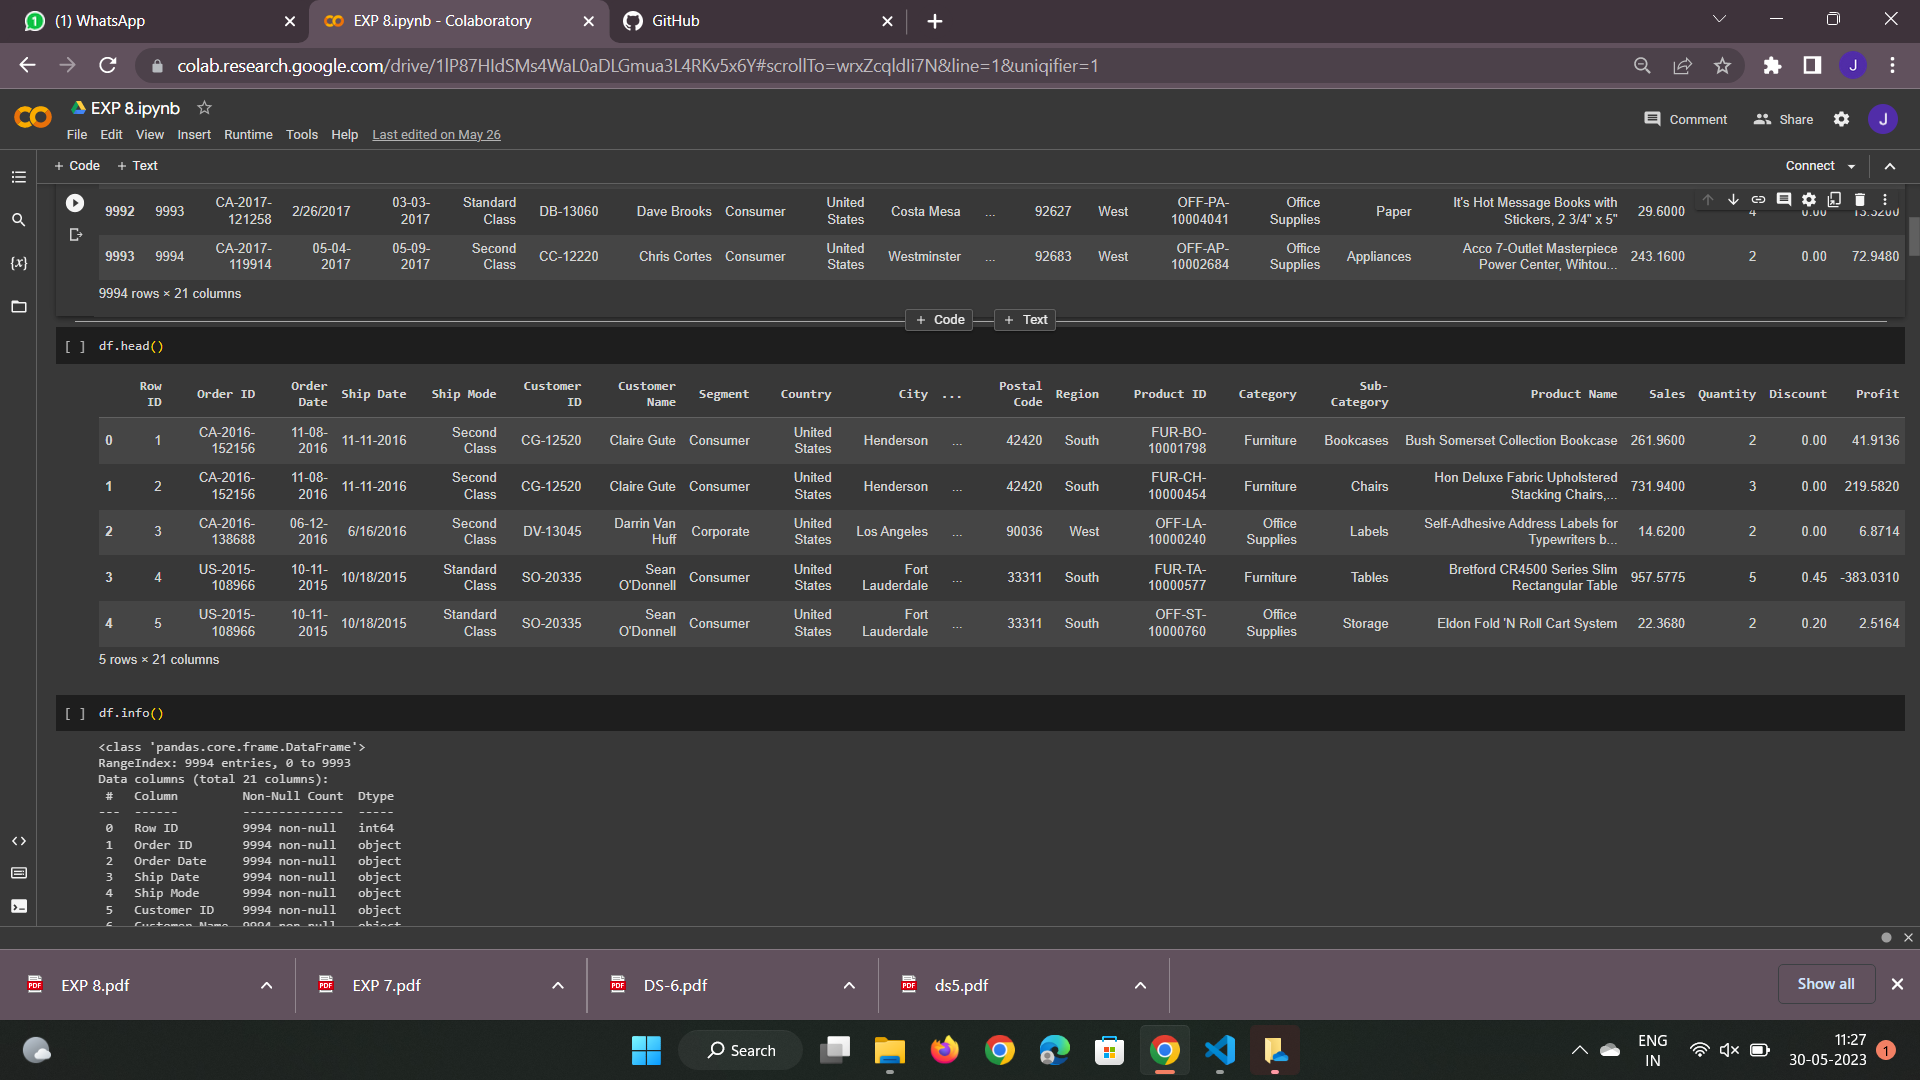 (1) WhatsApp
EXP 8.ipynb - Colaboratory
GitHub
colab.research.google.com/drive/1lP87HIdSMs4WaL0aDLGmua3L4RKv5x6Y#scrollTo=wrxZcqldIi7N&line=1&uniqifier=1
J
EXP 8.ipynb
File Edit View Insert Runtime Tools Help Last edited on May 26
Comment Share J
+ Code + Text
Connect
9992 9993 CA-2017-121258 2/26/2017 03-03-2017 Standard Class DB-13060 Dave Brooks Consumer United States Costa Mesa ... 92627 West OFF-PA-10004041 Office Supplies Paper It's Hot Message Books with Stickers, 2 3/4" x 5" 29.6000 4 0.00 13.3200
9993 9994 CA-2017-119914 05-04-2017 05-09-2017 Second Class CC-12220 Chris Cortes Consumer United States Westminster ... 92683 West OFF-AP-10002684 Office Supplies Appliances Acco 7-Outlet Masterpiece Power Center, Wihtou... 243.1600 2 0.00 72.9480
9994 rows × 21 columns
+ Code + Text
[ ] df.head()
Row ID Order ID Order Date Ship Date Ship Mode Customer ID Customer Name Segment Country City ... Postal Code Region Product ID Category Sub-Category Product Name Sales Quantity Discount Profit
0 1 CA-2016-152156 11-08-2016 11-11-2016 Second Class CG-12520 Claire Gute Consumer United States Henderson ... 42420 South FUR-BO-10001798 Furniture Bookcases Bush Somerset Collection Bookcase 261.9600 2 0.00 41.9136
1 2 CA-2016-152156 11-08-2016 11-11-2016 Second Class CG-12520 Claire Gute Consumer United States Henderson ... 42420 South FUR-CH-10000454 Furniture Chairs Hon Deluxe Fabric Upholstered Stacking Chairs,... 731.9400 3 0.00 219.5820
2 3 CA-2016-138688 06-12-2016 6/16/2016 Second Class DV-13045 Darrin Van Huff Corporate United States Los Angeles ... 90036 West OFF-LA-10000240 Office Supplies Labels Self-Adhesive Address Labels for Typewriters b... 14.6200 2 0.00 6.8714
3 4 US-2015-108966 10-11-2015 10/18/2015 Standard Class SO-20335 Sean O'Donnell Consumer United States Fort Lauderdale ... 33311 South FUR-TA-10000577 Furniture Tables Bretford CR4500 Series Slim Rectangular Table 957.5775 5 0.45 -383.0310
4 5 US-2015-108966 10-11-2015 10/18/2015 Standard Class SO-20335 Sean O'Donnell Consumer United States Fort Lauderdale ... 33311 South OFF-ST-10000760 Office Supplies Storage Eldon Fold 'N Roll Cart System 22.3680 2 0.20 2.5164
5 rows × 21 columns
[ ] df.info()
<class 'pandas.core.frame.DataFrame'>
RangeIndex: 9994 entries, 0 to 9993
Data columns (total 21 columns):
# Column Non-Null Count Dtype
--- ------ -------------- -----
0 Row ID 9994 non-null int64
1 Order ID 9994 non-null object
2 Order Date 9994 non-null object
3 Ship Date 9994 non-null object
4 Ship Mode 9994 non-null object
5 Customer ID 9994 non-null object
6 Customer Name 9994 non-null object
EXP 8.pdf
EXP 7.pdf
DS-6.pdf
ds5.pdf
Show all
Search
ENG
IN
11:27
30-05-2023
1